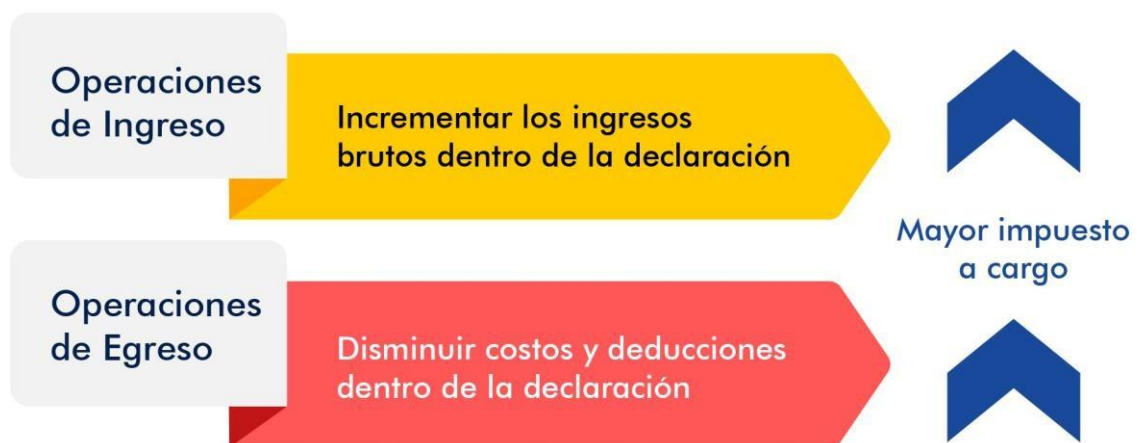 Operaciones
de Ingreso
Incrementar los ingresos
brutos dentro de la declaración
Mayor impuesto
a cargo
Operaciones
de Egreso
Disminuir costos y deducciones
dentro de la declaración